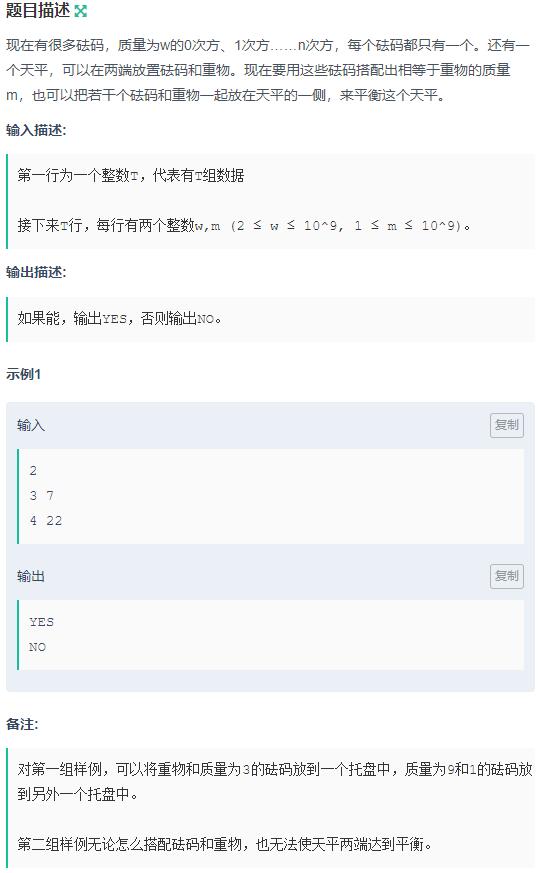 题目描述
现在有很多砝码，质量为w的0次方、1次方……n次方，每个砝码都只有一个。还有一
个天平，可以在两端放置砝码和重物。现在要用这些砝码搭配出相等于重物的质量
m，也可以把若干个砝码和重物一起放在天平的一侧，来平衡这个天平。
输入描述:
第一行为一个整数T，代表有T组数据
接下来T行，每行有两个整数w,m (2 ≤ w ≤ 10^9, 1 ≤ m ≤ 10^9)。
输出描述:
如果能，输出YES，否则输出NO。
示例1
输入
复制
2
3 7
4 22
输出
复制
YES
NO
备注:
对第一组样例，可以将重物和质量为3的砝码放到一个托盘中，质量为9和1的砝码放
到另外一个托盘中。
第二组样例无论怎么搭配砝码和重物，也无法使天平两端达到平衡。